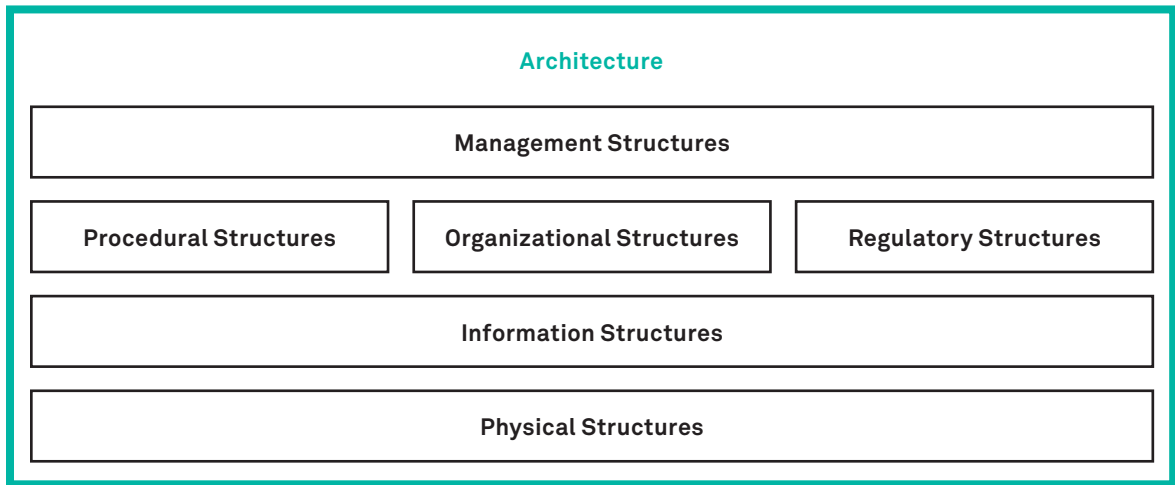 Architecture
Management Structures
Procedural Structures
Organizational Structures
Regulatory Structures
Information Structures
Physical Structures